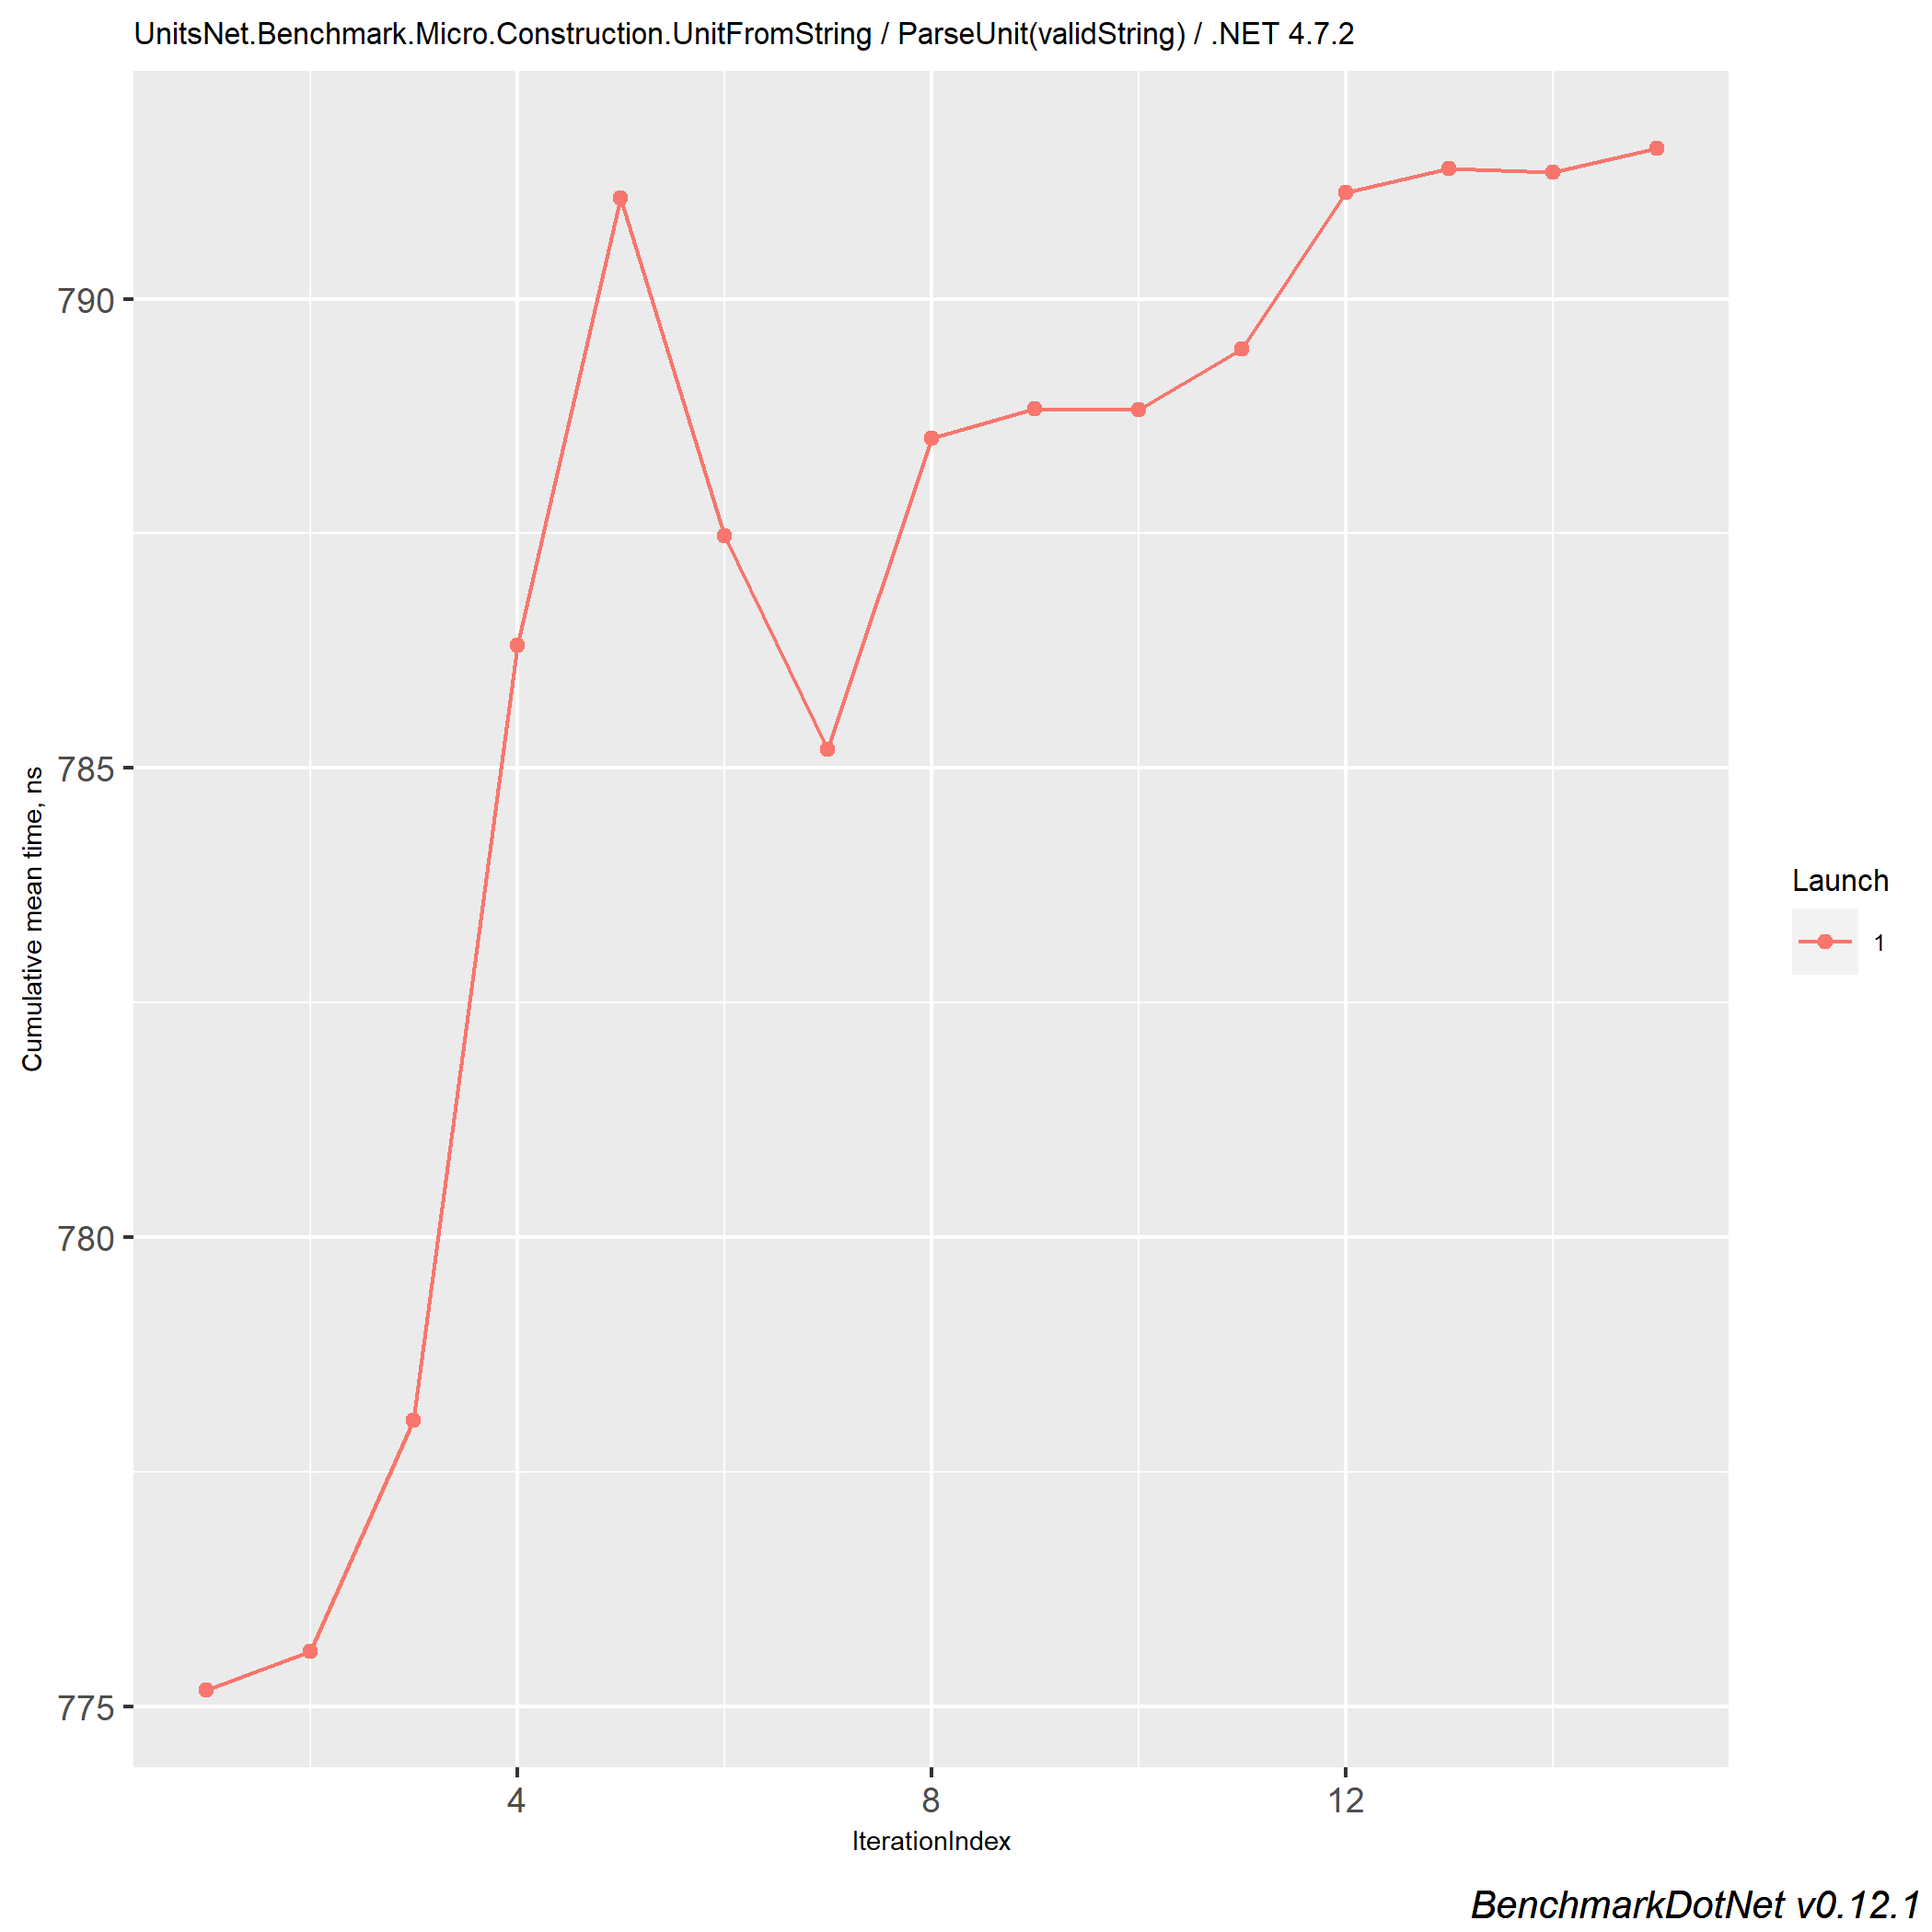 UnitsNet.Benchmark.Micro.Construction.UnitFromString / ParseUnit(validString) / .NET 4.7.2
790
785
780
775
Cumulative mean time, ns
4
8
12
IterationIndex
Launch
1
BenchmarkDotNet v0.12.1